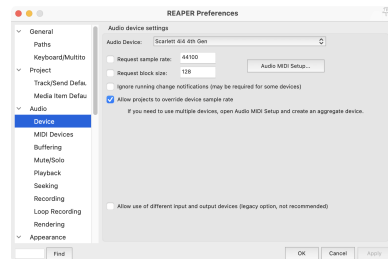 REAPER Preferences
General
Paths
Keyboard/Multito
Project
Track/Send Defau
Media Item Defau
Audio
Device
MIDI Devices
Buffering
Mute/Solo
Playback
Seeking
Recording
Loop Recording
Rendering
Appearance
Find
Audio device settings
Audio Device: Scarlett 4i4 4th Gen
Request sample rate: 44100
Request block size: 128
Audio MIDI Setup...
Ignore running change notifications (may be required for some devices)
Allow projects to override device sample rate
If you need to use multiple devices, open Audio MIDI Setup and create an aggregate device.
Allow use of different input and output devices (legacy option, not recommended)
OK Cancel Apply